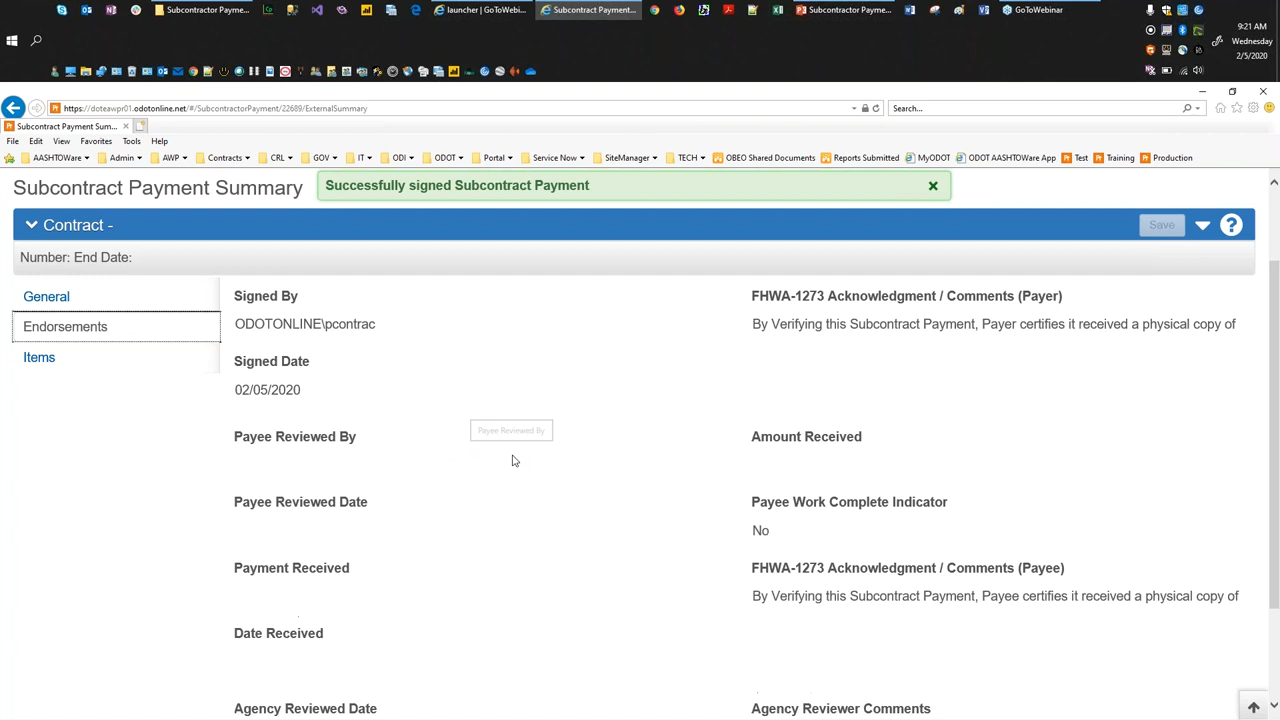 Subcontractor Payme...
launcher | GoToWebi...
Subcontract Payment...
Subcontractor Payme...
GoToWebinar
9:21 AM
Wednesday
2/5/2020
https://doteawpr01.odotonline.net/#/SubcontractorPayment/22689/ExternalSummary
Search...
Subcontract Payment Sum...
File Edit View Favorites Tools Help
AASHTOWare Admin AWP Contracts CRL GOV IT ODI ODOT Portal Service Now SiteManager TECH OBEO Shared Documents Reports Submitted MyODOT ODOT AASHTOWare App Test Training Production
Subcontract Payment Summary
Successfully signed Subcontract Payment
Contract -
Save
Number: End Date:
General
Endorsements
Items
Signed By
ODOTONLINE\pcontrac
FHWA-1273 Acknowledgment / Comments (Payer)
By Verifying this Subcontract Payment, Payer certifies it received a physical copy of
Signed Date
02/05/2020
Payee Reviewed By
Payee Reviewed By
Amount Received
Payee Reviewed Date
Payee Work Complete Indicator
No
Payment Received
FHWA-1273 Acknowledgment / Comments (Payee)
By Verifying this Subcontract Payment, Payee certifies it received a physical copy of
Date Received
Agency Reviewed Date
Agency Reviewer Comments